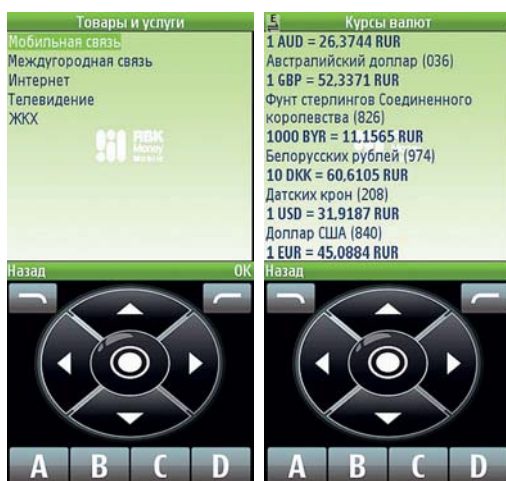 Товары и услуги
Мобильная связь
Междугородная связь
Интернет
Телевидение
ЖКХ
RBK
Money
Mobile
Назад OK
A B C D
E
Курсы валют
1 AUD = 26,3744 RUR
Австралийский доллар (036)
1 GBP = 52,3371 RUR
Фунт стерлингов Соединенного
королевства (826)
1000 BYR = 11,1565 RUR
Белорусских рублей (974)
10 DKK = 60,6105 RUR
Датских крон (208)
1 USD = 31,9187 RUR
Доллар США (840)
1 EUR = 45,0884 RUR
Назад
A B C D